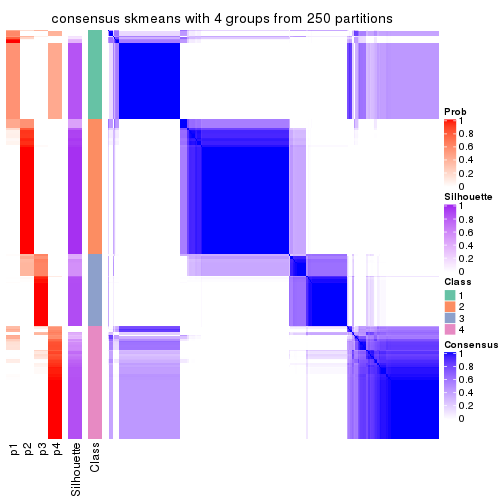 consensus skmeans with 4 groups from 250 partitions
Prob
1
0.8
0.6
0.4
0.2
0
Silhouette
1
0.8
0.6
0.4
0.2
0
Class
1
2
3
4
Consensus
1
0.8
0.6
0.4
0.2
0
p1
p2
p3
p4
Silhouette
Class